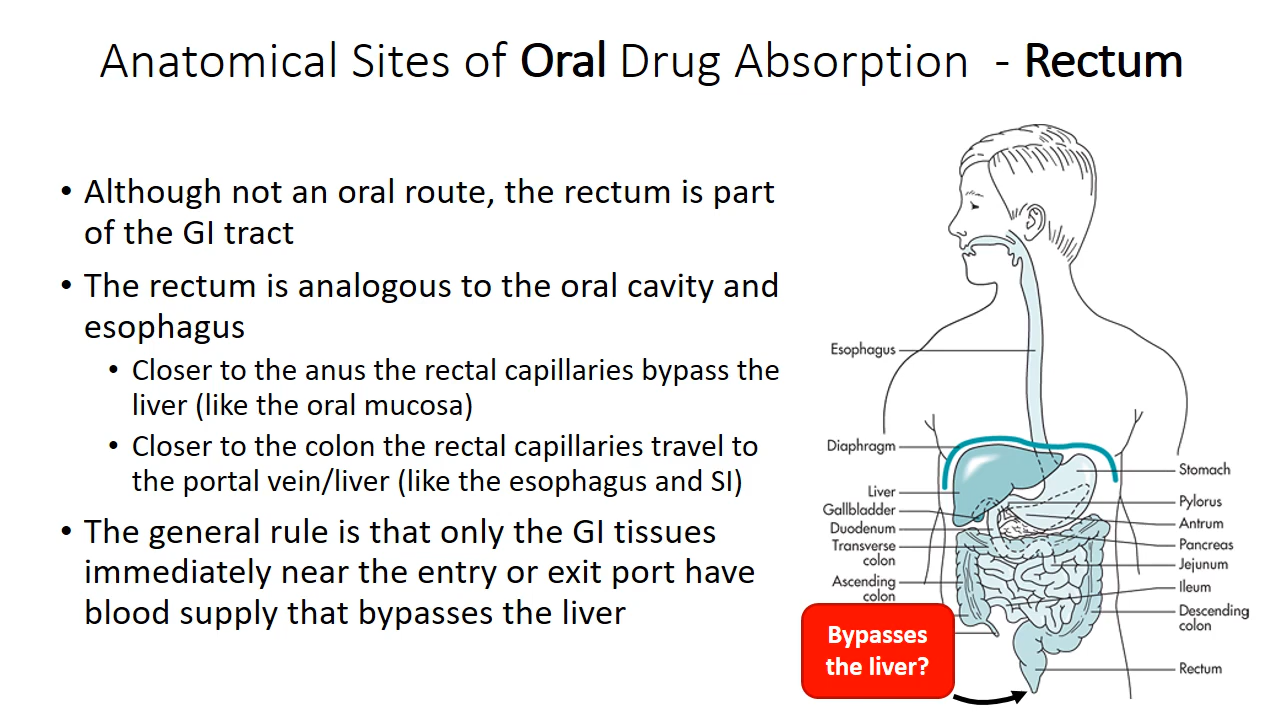 Anatomical Sites of Oral Drug Absorption - Rectum
• Although not an oral route, the rectum is part
of the GI tract
• The rectum is analogous to the oral cavity and
esophagus
• Closer to the anus the rectal capillaries bypass the
liver (like the oral mucosa)
• Closer to the colon the rectal capillaries travel to
the portal vein/liver (like the esophagus and SI)
• The general rule is that only the GI tissues
immediately near the entry or exit port have
blood supply that bypasses the liver
Esophagus
Diaphragm
Liver
Gallbladder
Duodenum
Transverse
colon
Ascending
colon
Bypasses
the liver?
Stomach
Pylorus
Antrum
Pancreas
Jejunum
Ileum
Descending
colon
Rectum